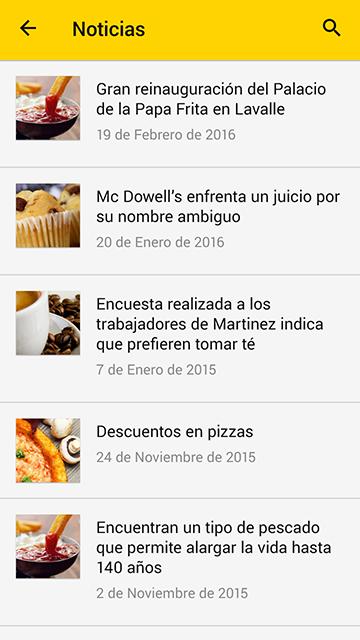 Noticias
Gran reinauguración del Palacio
de la Papa Frita en Lavalle
19 de Febrero de 2016
Mc Dowell's enfrenta un juicio por
su nombre ambiguo
20 de Enero de 2016
Encuesta realizada a los
trabajadores de Martinez indica
que prefieren tomar té
7 de Enero de 2015
Descuentos en pizzas
24 de Noviembre de 2015
Encuentran un tipo de pescado
que permite alargar la vida hasta
140 años
2 de Noviembre de 2015